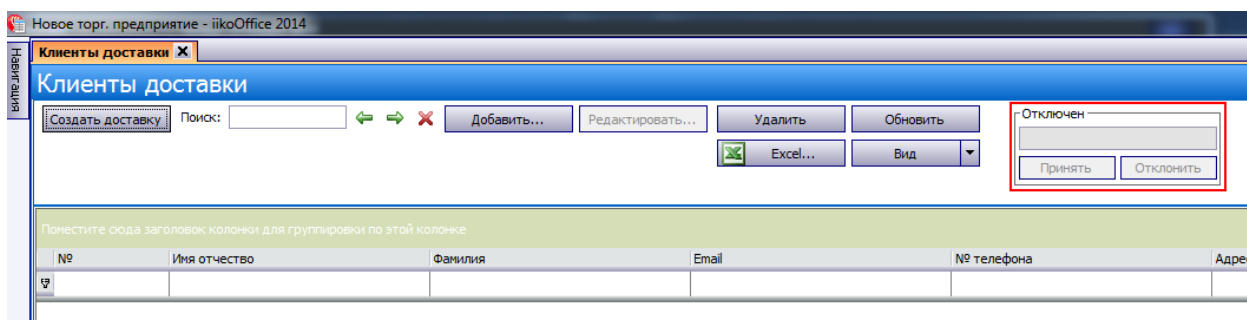 Новое торг. предприятие - iikoOffice 2014
Навигация
Клиенты доставки
Клиенты доставки
Создать доставку Поиск: Добавить... Редактировать... Удалить Обновить
Отключен
Excel... Вид
Принять Отклонить
Поместите сюда заголовок колонки для группировки по этой колонке
№ Имя отчество Фамилия Email № телефона Адре